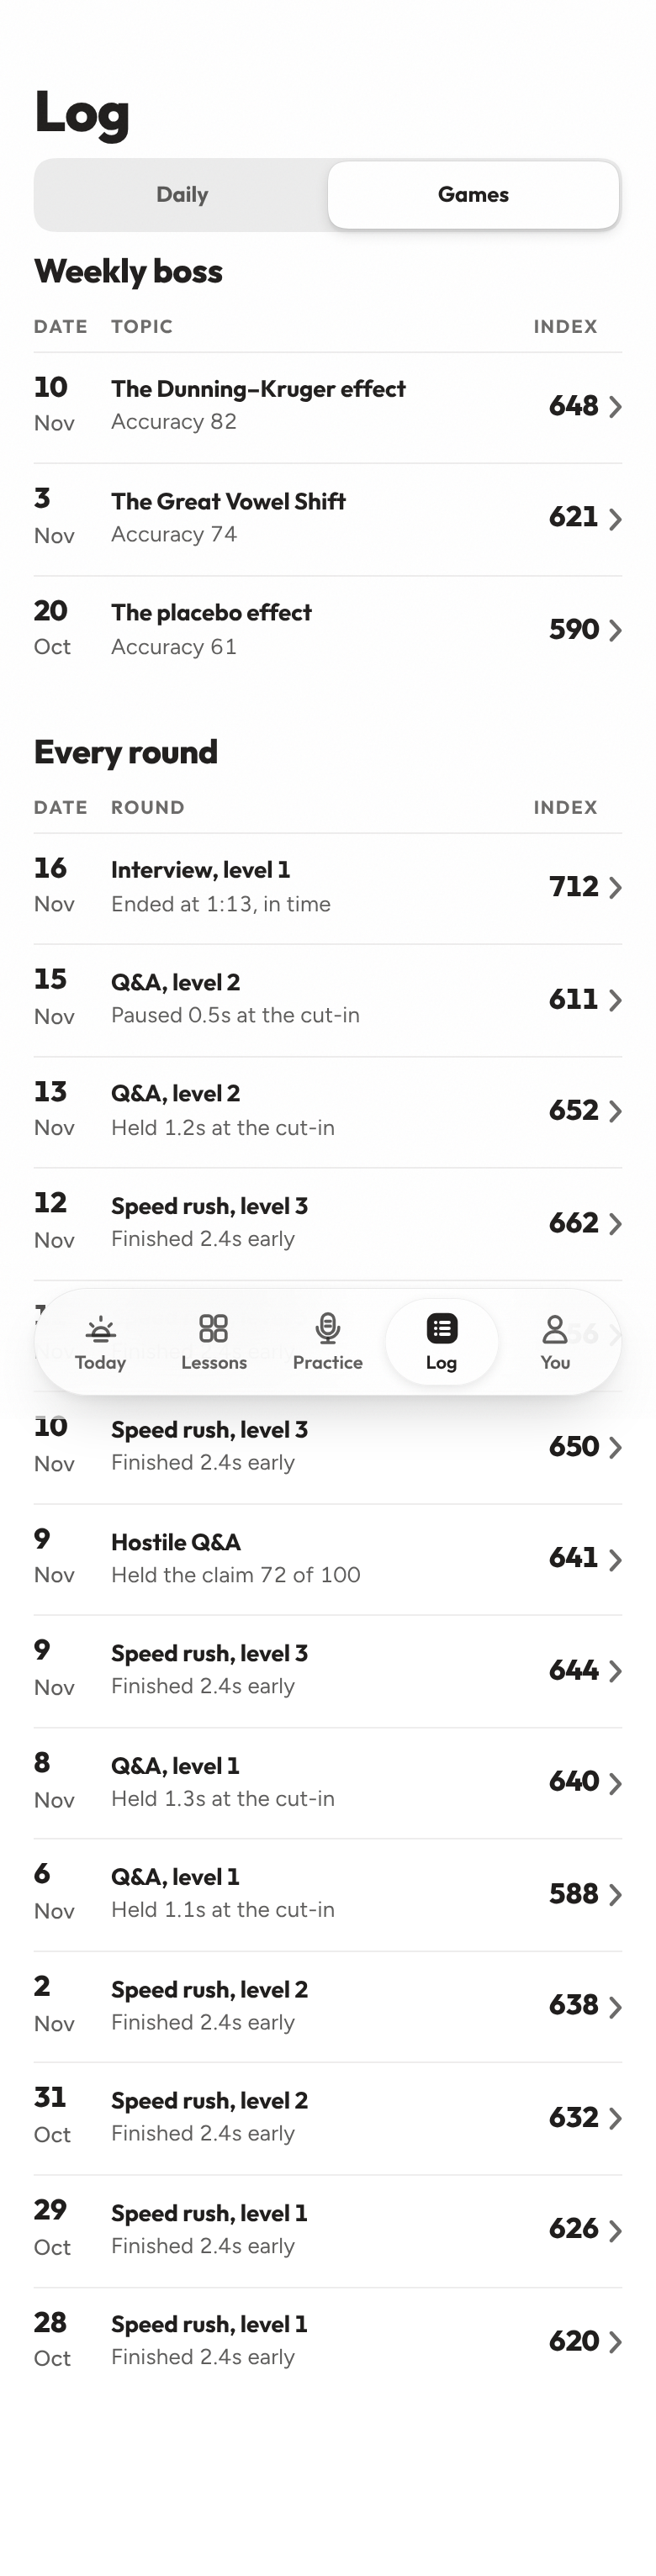 Log
Daily Games
Weekly boss
DATE TOPIC INDEX
10 The Dunning–Kruger effect 648
Nov Accuracy 82
3 The Great Vowel Shift 621
Nov Accuracy 74
20 The placebo effect 590
Oct Accuracy 61
Every round
DATE ROUND INDEX
16 Interview, level 1 712
Nov Ended at 1:13, in time
15 Q&A, level 2 611
Nov Paused 0.5s at the cut-in
13 Q&A, level 2 652
Nov Held 1.2s at the cut-in
12 Speed rush, level 3 662
Nov Finished 2.4s early
Nov Finished 2.4s early
Today Lessons Practice Log You
10 Speed rush, level 3 650
Nov Finished 2.4s early
9 Hostile Q&A 641
Nov Held the claim 72 of 100
9 Speed rush, level 3 644
Nov Finished 2.4s early
8 Q&A, level 1 640
Nov Held 1.3s at the cut-in
6 Q&A, level 1 588
Nov Held 1.1s at the cut-in
2 Speed rush, level 2 638
Nov Finished 2.4s early
31 Speed rush, level 2 632
Oct Finished 2.4s early
29 Speed rush, level 1 626
Oct Finished 2.4s early
28 Speed rush, level 1 620
Oct Finished 2.4s early